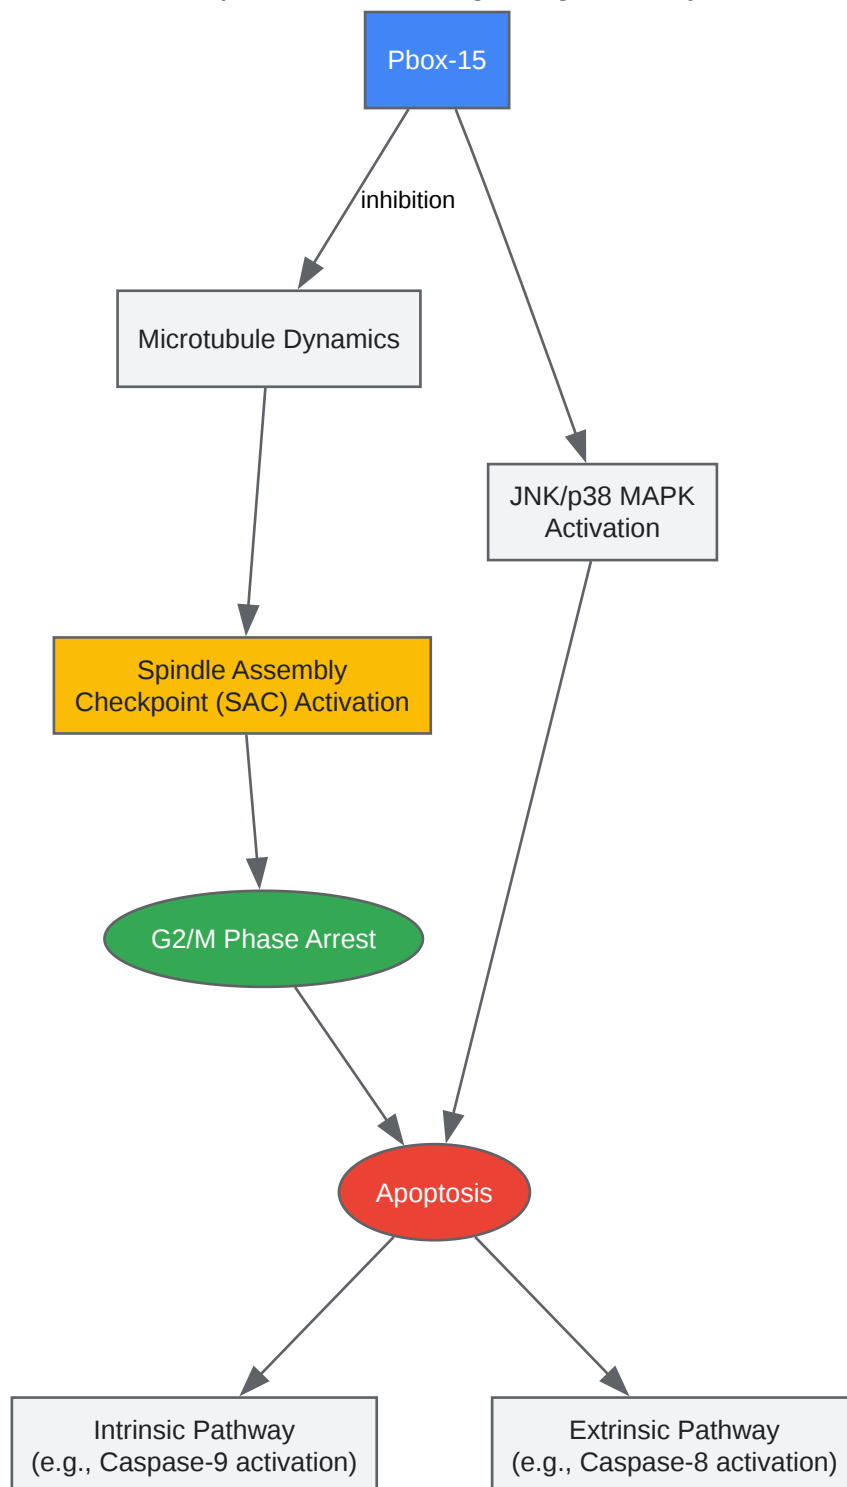 Pbox-15
inhibition
Microtubule Dynamics
JNK/p38 MAPK
Activation
Spindle Assembly
Checkpoint (SAC) Activation
G2/M Phase Arrest
Apoptosis
Intrinsic Pathway
(e.g., Caspase-9 activation)
Extrinsic Pathway
(e.g., Caspase-8 activation)